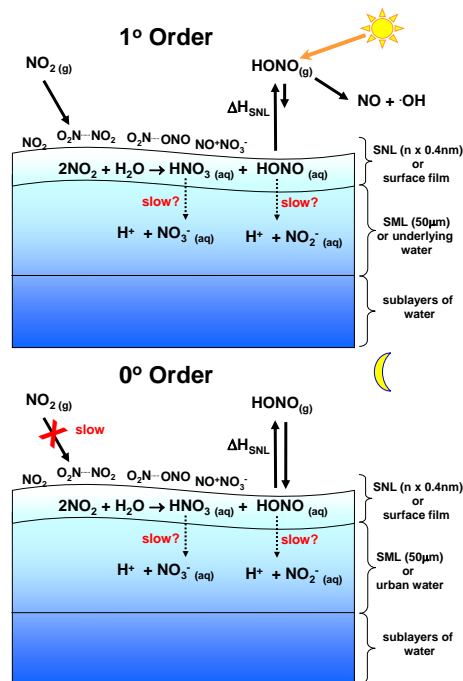 1º Order
NO2 (g)
HONO(g)
NO + ·OH
ΔHSNL
NO2 O2N---NO2 O2N---ONO NO+NO3-
2NO2 + H2O → HNO3 (aq) + HONO (aq)
SNL (n x 0.4nm)
or
surface film
slow? slow?
H+ + NO3- (aq) H+ + NO2- (aq)
SML (50µm)
or underlying
water
sublayers of
water
0º Order
NO2 (g)
slow
HONO(g)
ΔHSNL
NO2 O2N---NO2 O2N---ONO NO+NO3-
2NO2 + H2O → HNO3 (aq) + HONO (aq)
SNL (n x 0.4nm)
or
surface film
slow? slow?
H+ + NO3- (aq) H+ + NO2- (aq)
SML (50µm)
or
urban water
sublayers of
water